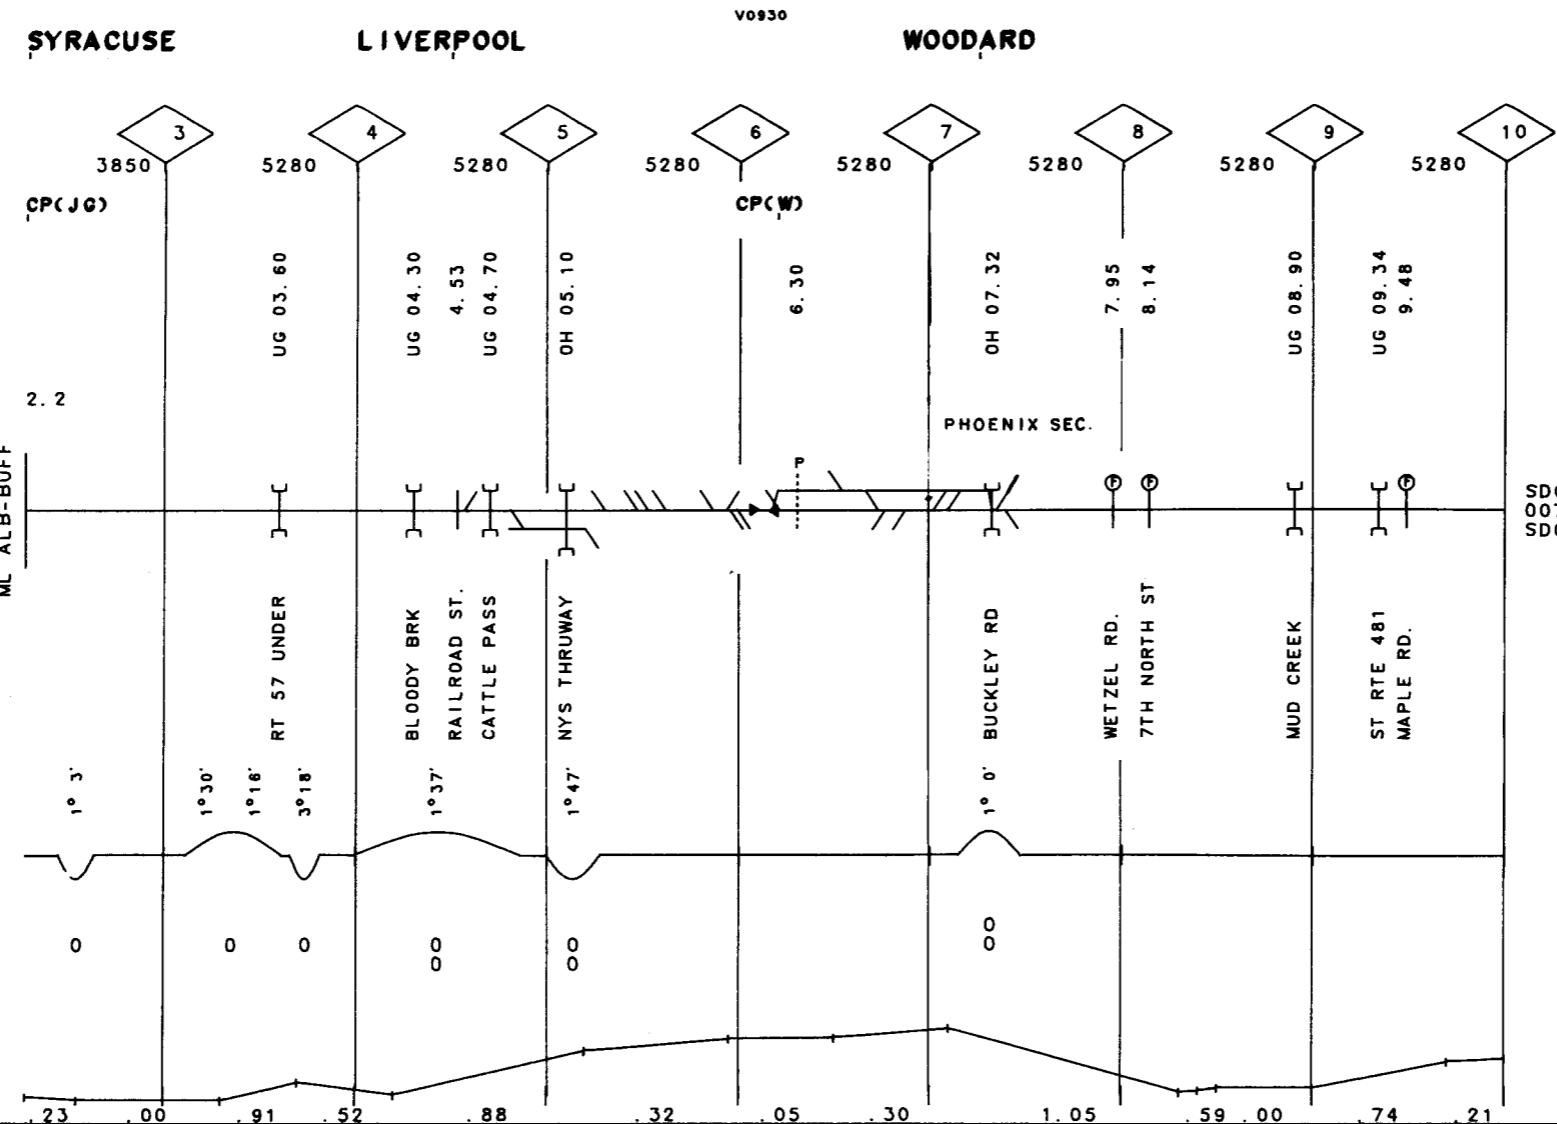 V0930
SYRACUSE LIVERPOOL WOODARD
3 4 5 6 7 8 9 10
3850 5280 5280 5280 5280 5280 5280 5280
CP(JG) CP(W)
UG 03.60
UG 04.30
4.53
UG 04.70
OH 05.10
6.30
OH 07.32
7.95
8.14
UG 08.90
UG 09.34
9.48
2.2
PHOENIX SEC.
ML ALB-BUFF
P
F F F
RT 57 UNDER
BLOODY BRK
RAILROAD ST.
CATTLE PASS
NYS THRUWAY
BUCKLEY RD
WETZEL RD.
7TH NORTH ST
MUD CREEK
ST RTE 481
MAPLE RD.
1° 3'
1°30'
1°16'
3°18'
1°37'
1°47'
1° 0'
0 0 0 0 0 0
0 0 0
.23 .00 .91 .52 .88 .32 .05 .30 1.05 .59 .00 .74 .21